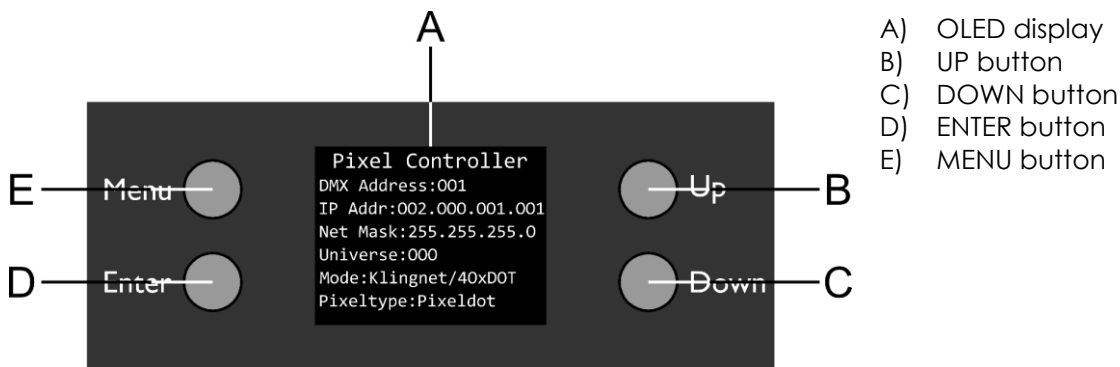 A
A) OLED display
B) UP button
C) DOWN button
D) ENTER button
E) MENU button
Pixel Controller
DMX Address:001
IP Addr:002.000.001.001
Net Mask:255.255.255.0
Universe:000
Mode:Klingnet/40xDOT
Pixeltype:Pixeldot
E Menu
Up B
D Enter
Down C